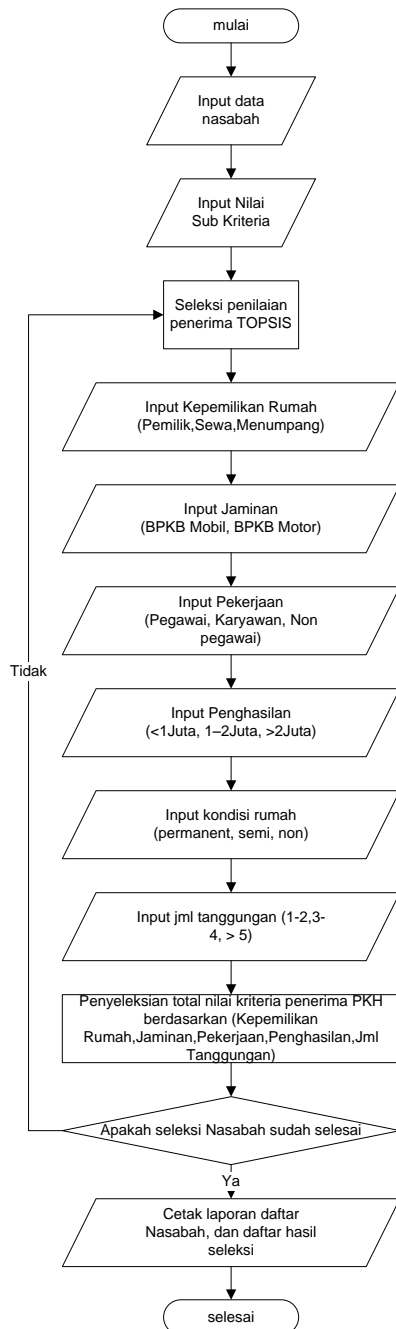 mulai
Input data
nasabah
Input Nilai
Sub Kriteria
Seleksi penilaian
penerima TOPSIS
Input Kepemilikan Rumah
(Pemilik,Sewa,Menumpang)
Input Jaminan
(BPKB Mobil, BPKB Motor)
Input Pekerjaan
(Pegawai, Karyawan, Non
pegawai)
Tidak
Input Penghasilan
(<1Juta, 1–2Juta, >2Juta)
Input kondisi rumah
(permanent, semi, non)
Input jml tanggungan (1-2,3-
4, > 5)
Penyeleksian total nilai kriteria penerima PKH
berdasarkan (Kepemilikan
Rumah,Jaminan,Pekerjaan,Penghasilan,Jml
Tanggungan)
Apakah seleksi Nasabah sudah selesai
Ya
Cetak laporan daftar
Nasabah, dan daftar hasil
seleksi
selesai